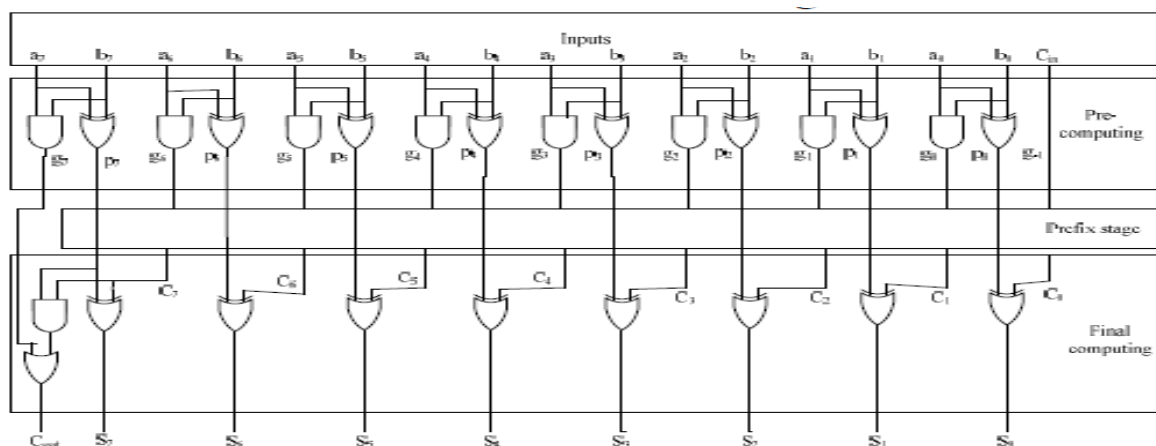 Inputs
a₇ b₇ a₆ b₆ a₅ b₅ a₄ b₄ a₃ b₃ a₂ b₂ a₁ b₁ a₀ b₀ Cᵢₙ
Pre-
computing
g₇ p₇ g₆ p₆ g₅ p₅ g₄ p₄ g₃ p₃ g₂ p₂ g₁ p₁ g₀ p₀ g₋₁
Prefix stage
C₇ C₆ C₅ C₄ C₃ C₂ C₁ C₀
Final
computing
Cₒᵤₜ S₇ S₆ S₅ S₄ S₃ S₂ S₁ S₀